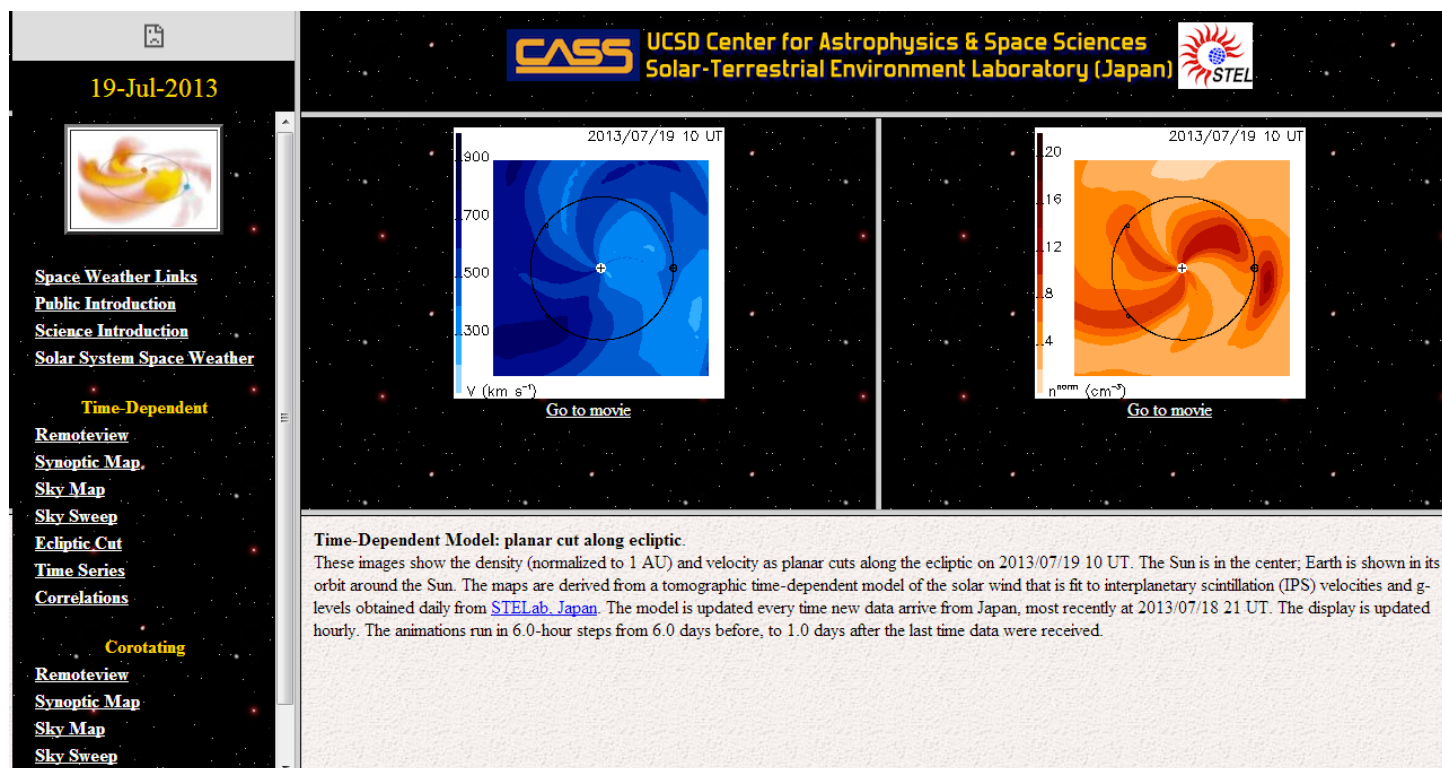 19-Jul-2013
CASS
UCSD Center for Astrophysics & Space Sciences
Solar-Terrestrial Environment Laboratory (Japan)
STEL
Space Weather Links
Public Introduction
Science Introduction
Solar System Space Weather
Time-Dependent
Remoteview
Synoptic Map
Sky Map
Sky Sweep
Ecliptic Cut
Time Series
Correlations
Corotating
Remoteview
Synoptic Map
Sky Map
Sky Sweep
2013/07/19 10 UT
900
700
500
300
V (km s⁻¹)
Go to movie
2013/07/19 10 UT
20
16
12
8
4
nⁿᵒʳᵐ (cm⁻³)
Go to movie
Time-Dependent Model: planar cut along ecliptic.
These images show the density (normalized to 1 AU) and velocity as planar cuts along the ecliptic on 2013/07/19 10 UT. The Sun is in the center; Earth is shown in its
orbit around the Sun. The maps are derived from a tomographic time-dependent model of the solar wind that is fit to interplanetary scintillation (IPS) velocities and g-
levels obtained daily from STELab, Japan. The model is updated every time new data arrive from Japan, most recently at 2013/07/18 21 UT. The display is updated
hourly. The animations run in 6.0-hour steps from 6.0 days before, to 1.0 days after the last time data were received.